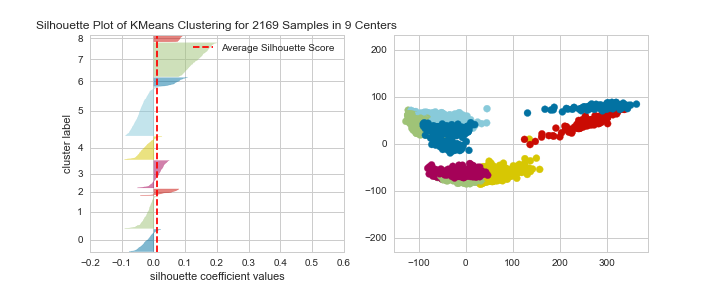 Silhouette Plot of KMeans Clustering for 2169 Samples in 9 Centers
Average Silhouette Score
cluster label
8
7
6
5
4
3
2
1
0
−0.2 −0.1 0.0 0.1 0.2 0.3 0.4 0.5 0.6
silhouette coefficient values
200
100
0
−100
−200
−100 0 100 200 300